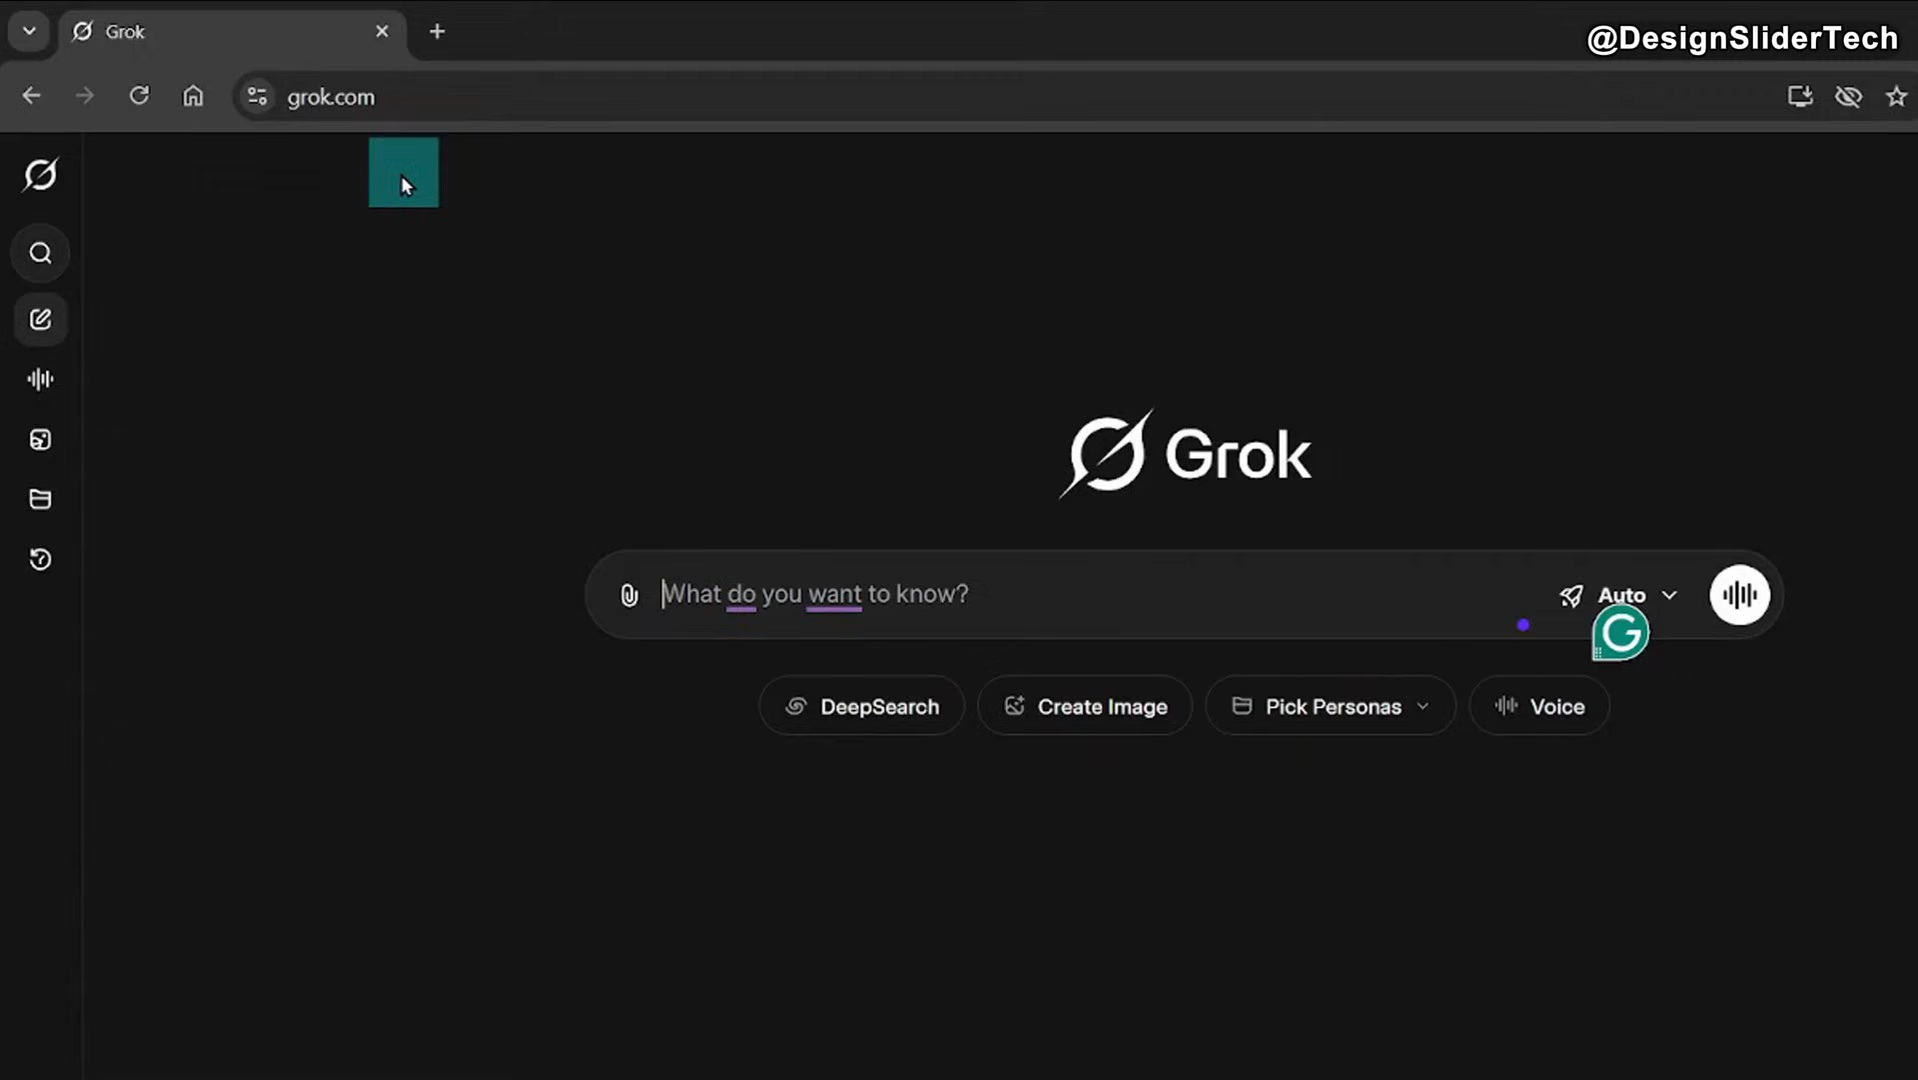 Grok
@DesignSliderTech
grok.com
Grok
What do you want to know?
Auto
G
DeepSearch
Create Image
Pick Personas
Voice